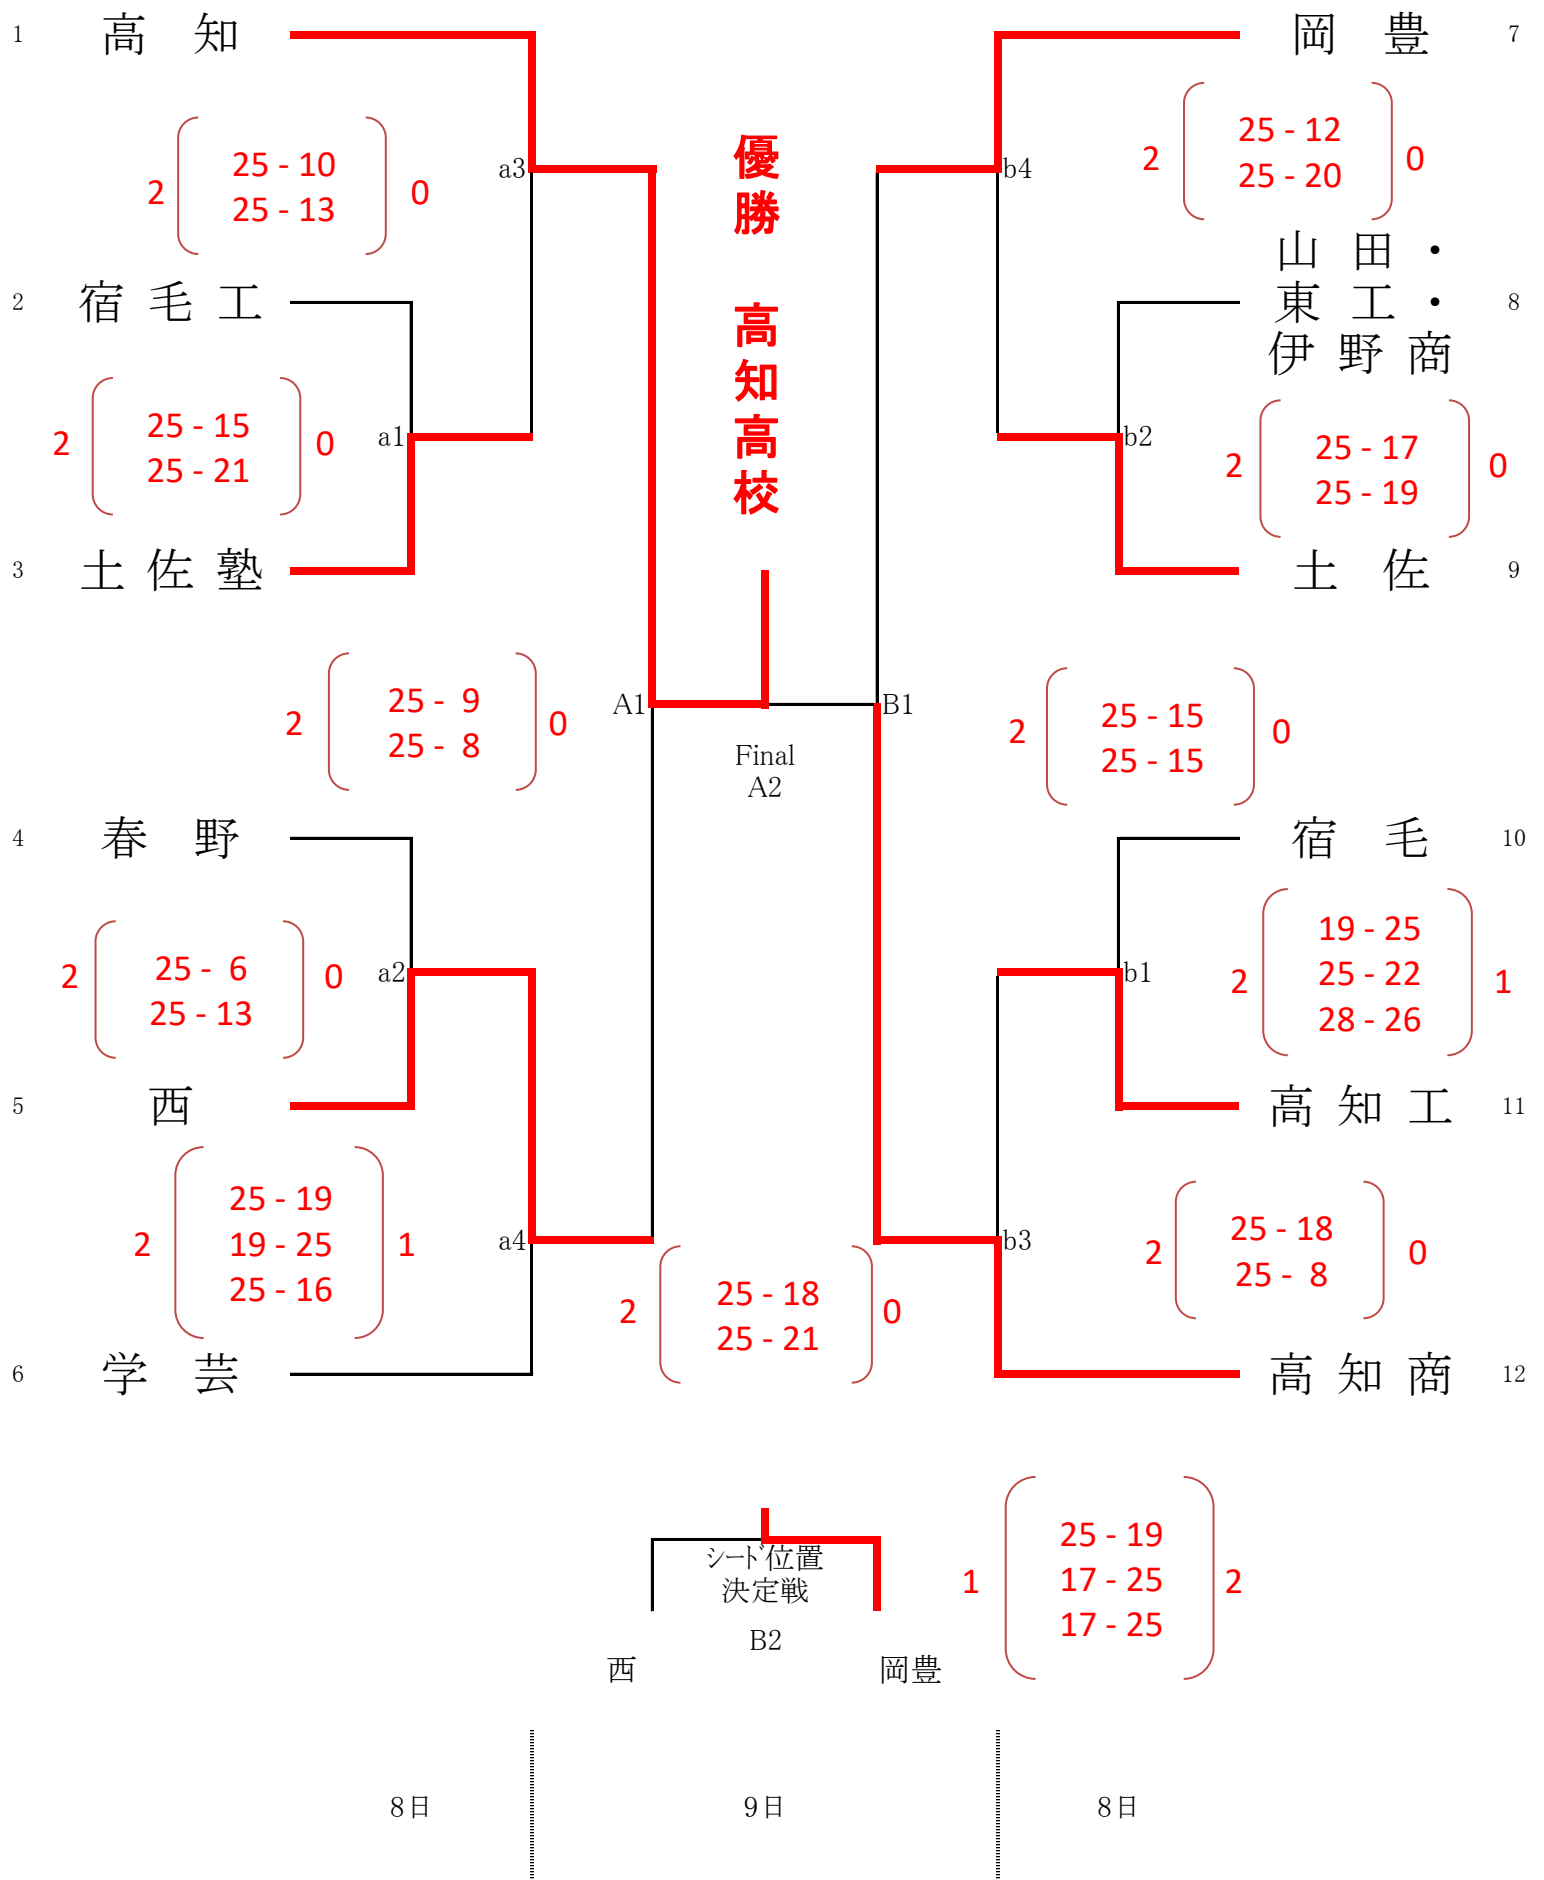 1 高 知
2 ( 25 - 10
25 - 13 ) 0
a3
2 宿毛工
2 ( 25 - 15
25 - 21 ) 0
a1
3 土佐塾
2 ( 25 - 9
25 - 8 ) 0
A1
4 春 野
2 ( 25 - 6
25 - 13 ) 0
a2
5 西
2 ( 25 - 19
19 - 25
25 - 16 ) 1
a4
6 学 芸
優勝 高知高校
Final
A2
2 ( 25 - 18
25 - 21 ) 0
岡 豊 7
2 ( 25 - 12
25 - 20 ) 0
b4
山田・
東工・ 8
伊野商
2 ( 25 - 17
25 - 19 ) 0
b2
土 佐 9
B1
2 ( 25 - 15
25 - 15 ) 0
宿 毛 10
2 ( 19 - 25
25 - 22
28 - 26 ) 1
b1
高知工 11
2 ( 25 - 18
25 - 8 ) 0
b3
高知商 12
シード位置
決定戦
B2
西 岡豊
1 ( 25 - 19
17 - 25
17 - 25 ) 2
8日 9日 8日